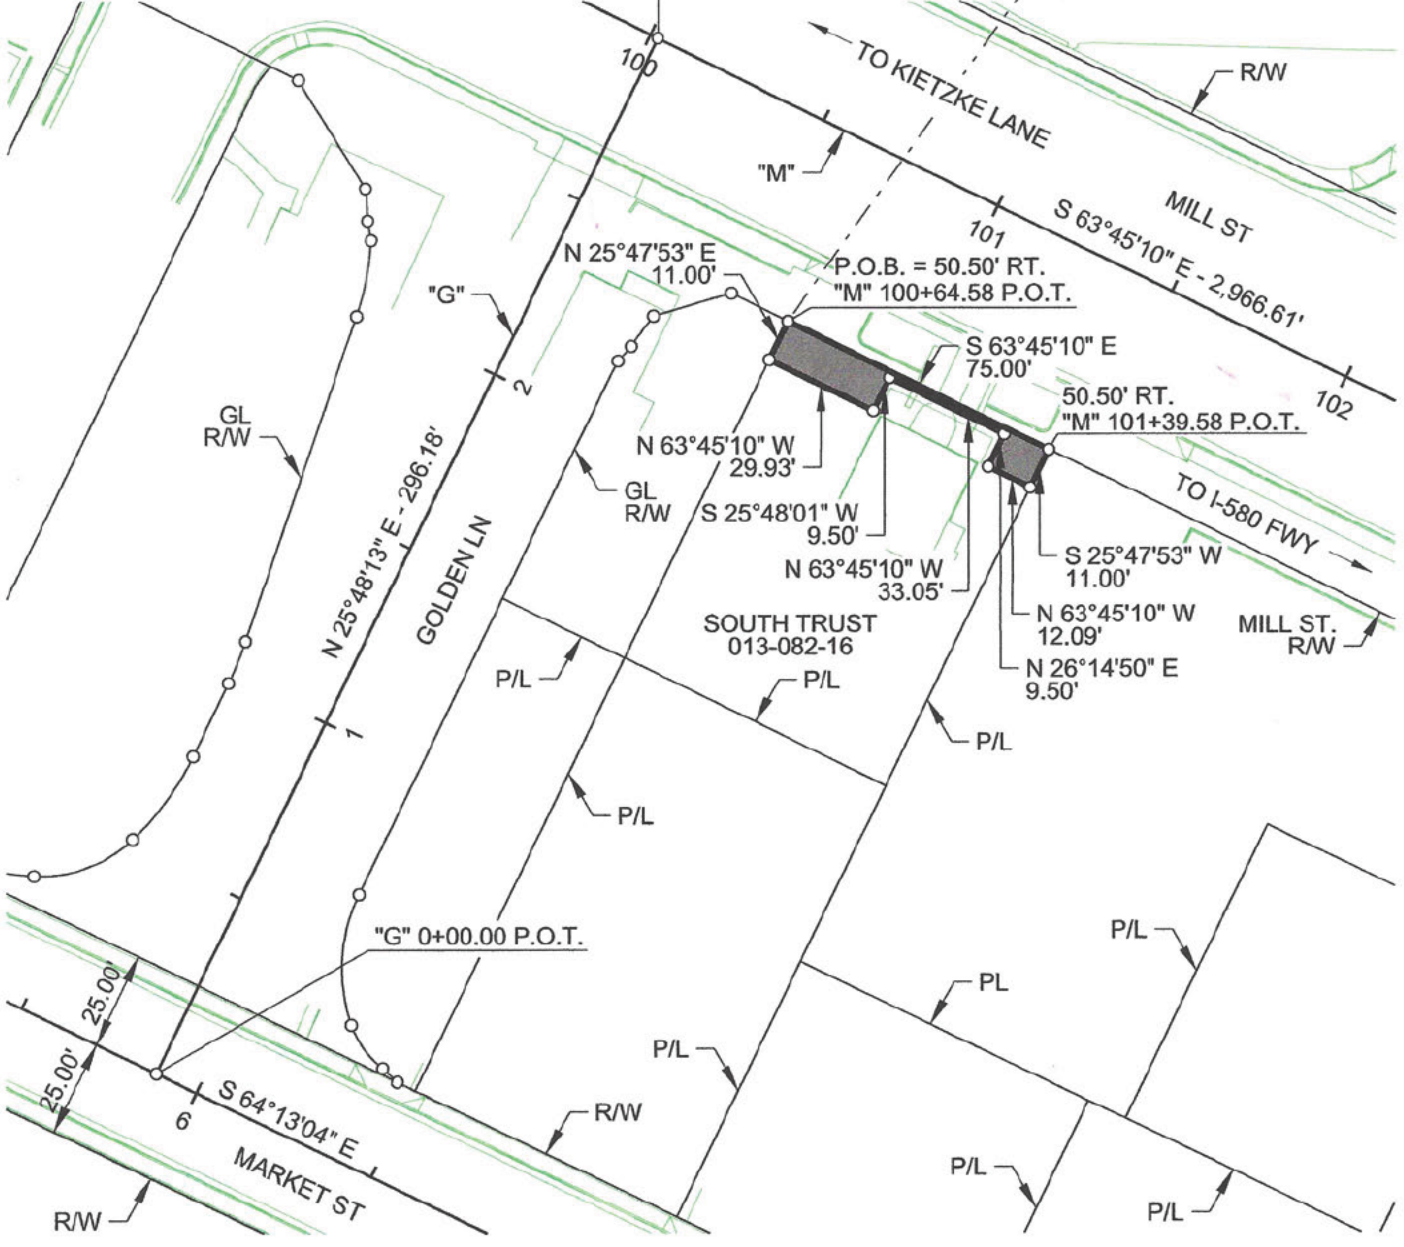 100
TO KIETZKE LANE
R/W
"M"
101
S 63°45'10" E - 2,966.61'
MILL ST
N 25°47'53" E
11.00'
P.O.B. = 50.50' RT.
"M" 100+64.58 P.O.T.
"G"
S 63°45'10" E
75.00'
2
50.50' RT.
"M" 101+39.58 P.O.T.
102
GL
R/W
N 63°45'10" W
29.93'
GL
R/W
S 25°48'01" W
9.50'
TO I-580 FWY
N 25°48'13" E - 296.18'
GOLDEN LN
N 63°45'10" W
33.05'
S 25°47'53" W
11.00'
SOUTH TRUST
013-082-16
N 63°45'10" W
12.09'
MILL ST.
R/W
P/L
P/L
N 26°14'50" E
9.50'
1
P/L
P/L
"G" 0+00.00 P.O.T.
P/L
25.00'
PL
25.00'
P/L
6
S 64°13'04" E
R/W
MARKET ST
P/L
P/L
R/W